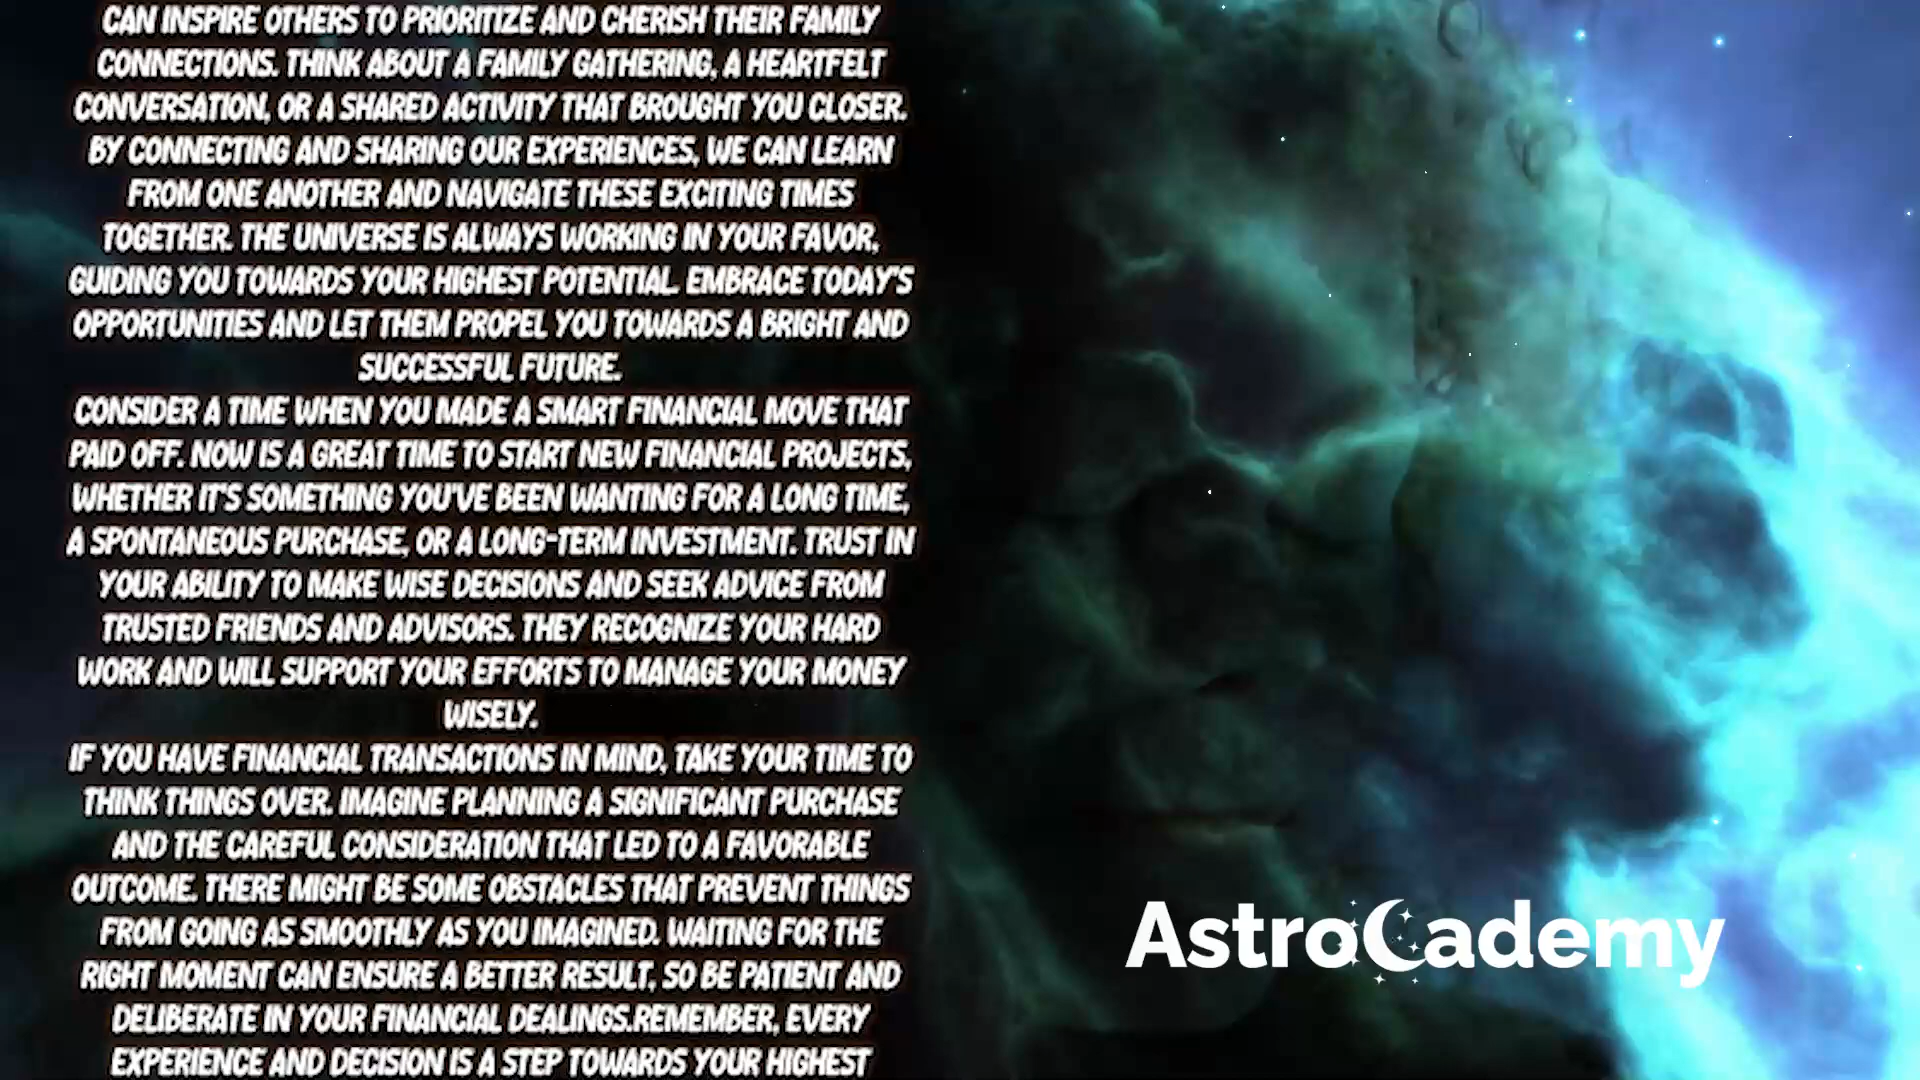 CAN INSPIRE OTHERS TO PRIORITIZE AND CHERISH THEIR FAMILY
CONNECTIONS. THINK ABOUT A FAMILY GATHERING, A HEARTFELT
CONVERSATION, OR A SHARED ACTIVITY THAT BROUGHT YOU CLOSER.
BY CONNECTING AND SHARING OUR EXPERIENCES, WE CAN LEARN
FROM ONE ANOTHER AND NAVIGATE THESE EXCITING TIMES
TOGETHER. THE UNIVERSE IS ALWAYS WORKING IN YOUR FAVOR,
GUIDING YOU TOWARDS YOUR HIGHEST POTENTIAL. EMBRACE TODAY'S
OPPORTUNITIES AND LET THEM PROPEL YOU TOWARDS A BRIGHT AND
SUCCESSFUL FUTURE.
CONSIDER A TIME WHEN YOU MADE A SMART FINANCIAL MOVE THAT
PAID OFF. NOW IS A GREAT TIME TO START NEW FINANCIAL PROJECTS,
WHETHER IT'S SOMETHING YOU'VE BEEN WANTING FOR A LONG TIME,
A SPONTANEOUS PURCHASE, OR A LONG-TERM INVESTMENT. TRUST IN
YOUR ABILITY TO MAKE WISE DECISIONS AND SEEK ADVICE FROM
TRUSTED FRIENDS AND ADVISORS. THEY RECOGNIZE YOUR HARD
WORK AND WILL SUPPORT YOUR EFFORTS TO MANAGE YOUR MONEY
WISELY.
IF YOU HAVE FINANCIAL TRANSACTIONS IN MIND, TAKE YOUR TIME TO
THINK THINGS OVER. IMAGINE PLANNING A SIGNIFICANT PURCHASE
AND THE CAREFUL CONSIDERATION THAT LED TO A FAVORABLE
OUTCOME. THERE MIGHT BE SOME OBSTACLES THAT PREVENT THINGS
FROM GOING AS SMOOTHLY AS YOU IMAGINED. WAITING FOR THE
RIGHT MOMENT CAN ENSURE A BETTER RESULT, SO BE PATIENT AND
DELIBERATE IN YOUR FINANCIAL DEALINGS.REMEMBER, EVERY
EXPERIENCE AND DECISION IS A STEP TOWARDS YOUR HIGHEST
AstroCademy